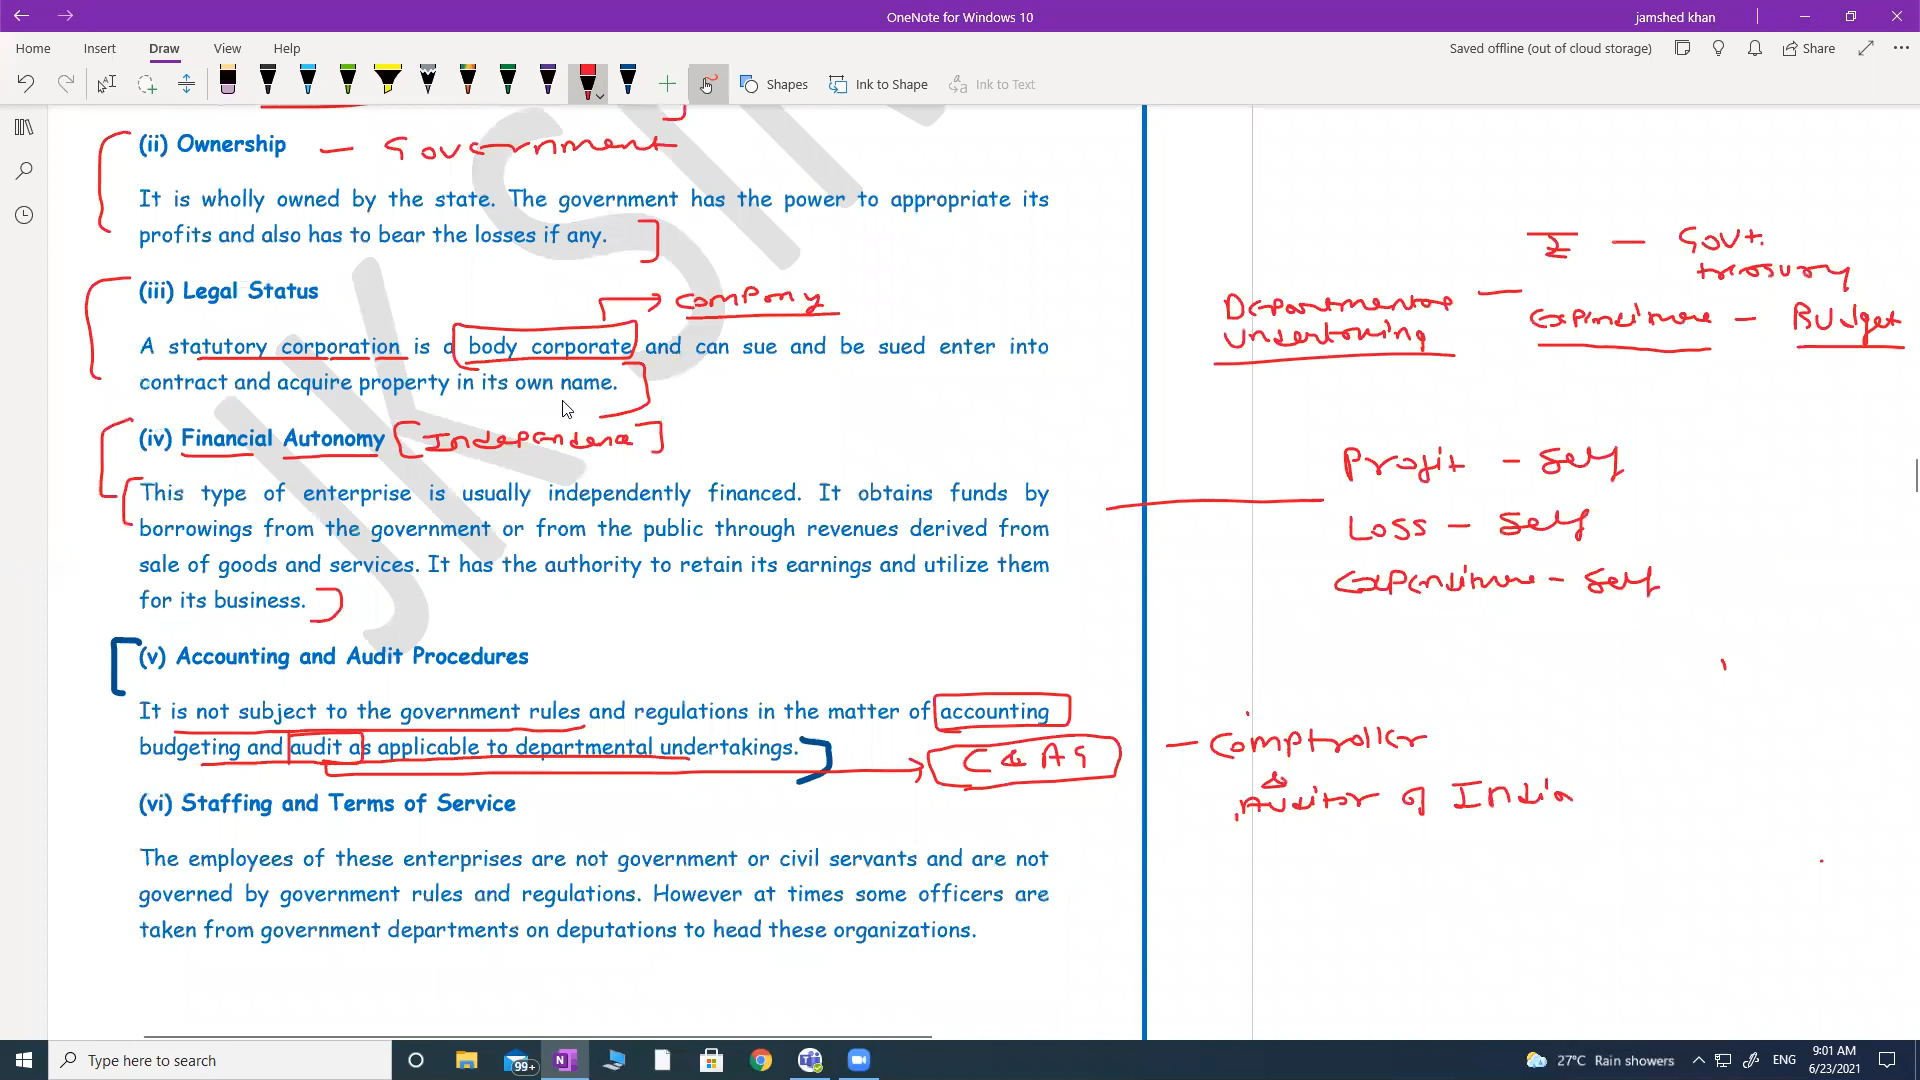 OneNote for Windows 10
jamshed khan
Home Insert Draw View Help
Saved offline (out of cloud storage)
Share
Shapes
Ink to Shape
Ink to Text
(ii) Ownership — Government
It is wholly owned by the state. The government has the power to appropriate its
profits and also has to bear the losses if any.
(iii) Legal Status
Company
A statutory corporation is a body corporate and can sue and be sued enter into
contract and acquire property in its own name.
(iv) Financial Autonomy [Independence]
This type of enterprise is usually independently financed. It obtains funds by
borrowings from the government or from the public through revenues derived from
sale of goods and services. It has the authority to retain its earnings and utilize them
for its business.
(v) Accounting and Audit Procedures
It is not subject to the government rules and regulations in the matter of accounting
budgeting and audit as applicable to departmental undertakings.
C & AG
(vi) Staffing and Terms of Service
The employees of these enterprises are not government or civil servants and are not
governed by government rules and regulations. However at times some officers are
taken from government departments on deputations to head these organizations.
— Govt.
treasury
Departmental —
Undertaking
Expenditure — Budget
Profit - Self
Loss - Self
Expenditure - Self
— Comptroller
&
Auditor of India
JK SI
Type here to search
99+
27°C Rain showers
ENG
9:01 AM
6/23/2021